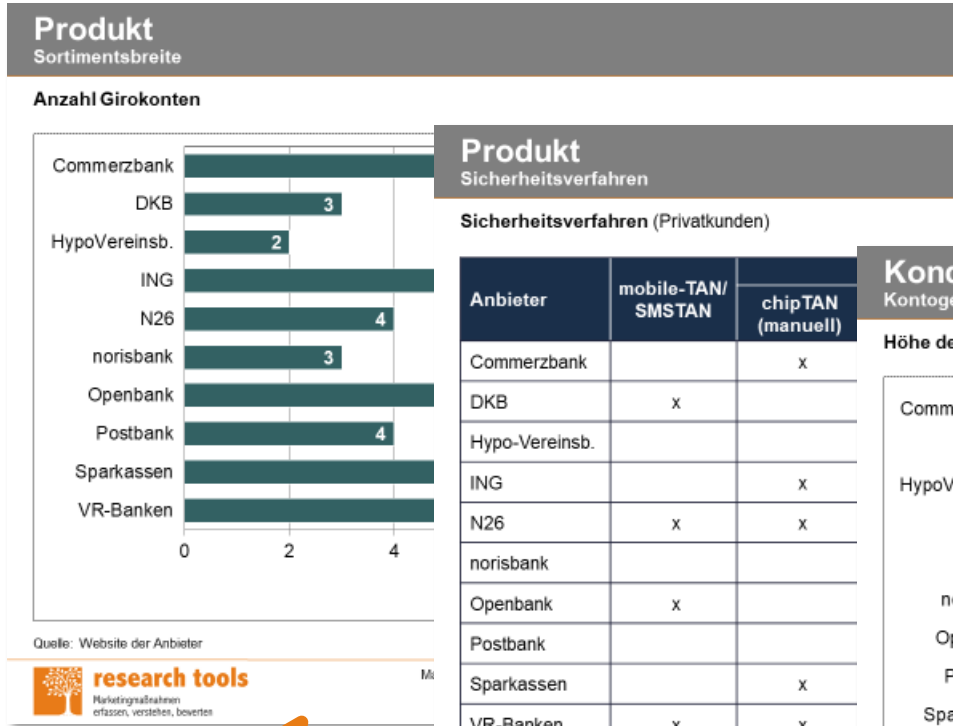 Produkt
Sortimentsbreite
Anzahl Girokonten
Commerzbank
DKB 3
HypoVereinsb. 2
ING
N26 4
norisbank 3
Openbank
Postbank 4
Sparkassen
VR-Banken
0 2 4
Quelle: Website der Anbieter
research tools
Marketingmaßnahmen
erfassen, verstehen, bewerten
Produkt
Sicherheitsverfahren
Sicherheitsverfahren (Privatkunden)
Anbieter mobile-TAN/ SMSTAN chipTAN (manuell)
Commerzbank x
DKB x
Hypo-Vereinsb.
ING x
N26 x x
norisbank
Openbank x
Postbank
Sparkassen x
VR-Banken x x
Höhe de
Comm
HypoV